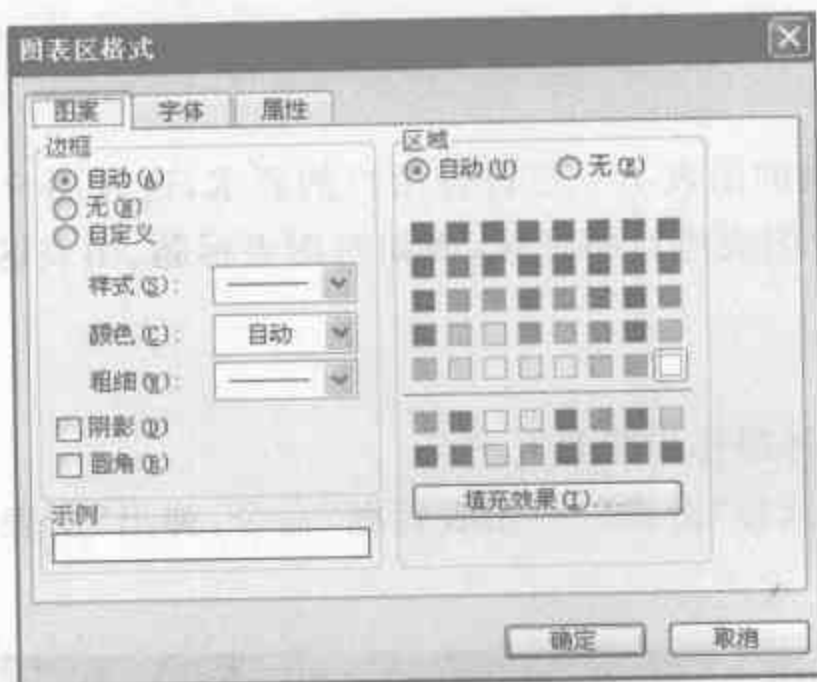 图表区格式
图案 字体 属性
边框
自动(A)
无(N)
自定义
样式(S):
颜色(C): 自动
粗细(W):
阴影(D)
圆角(R)
示例
区域
自动(U) 无(E)
填充效果(I)...
确定 取消